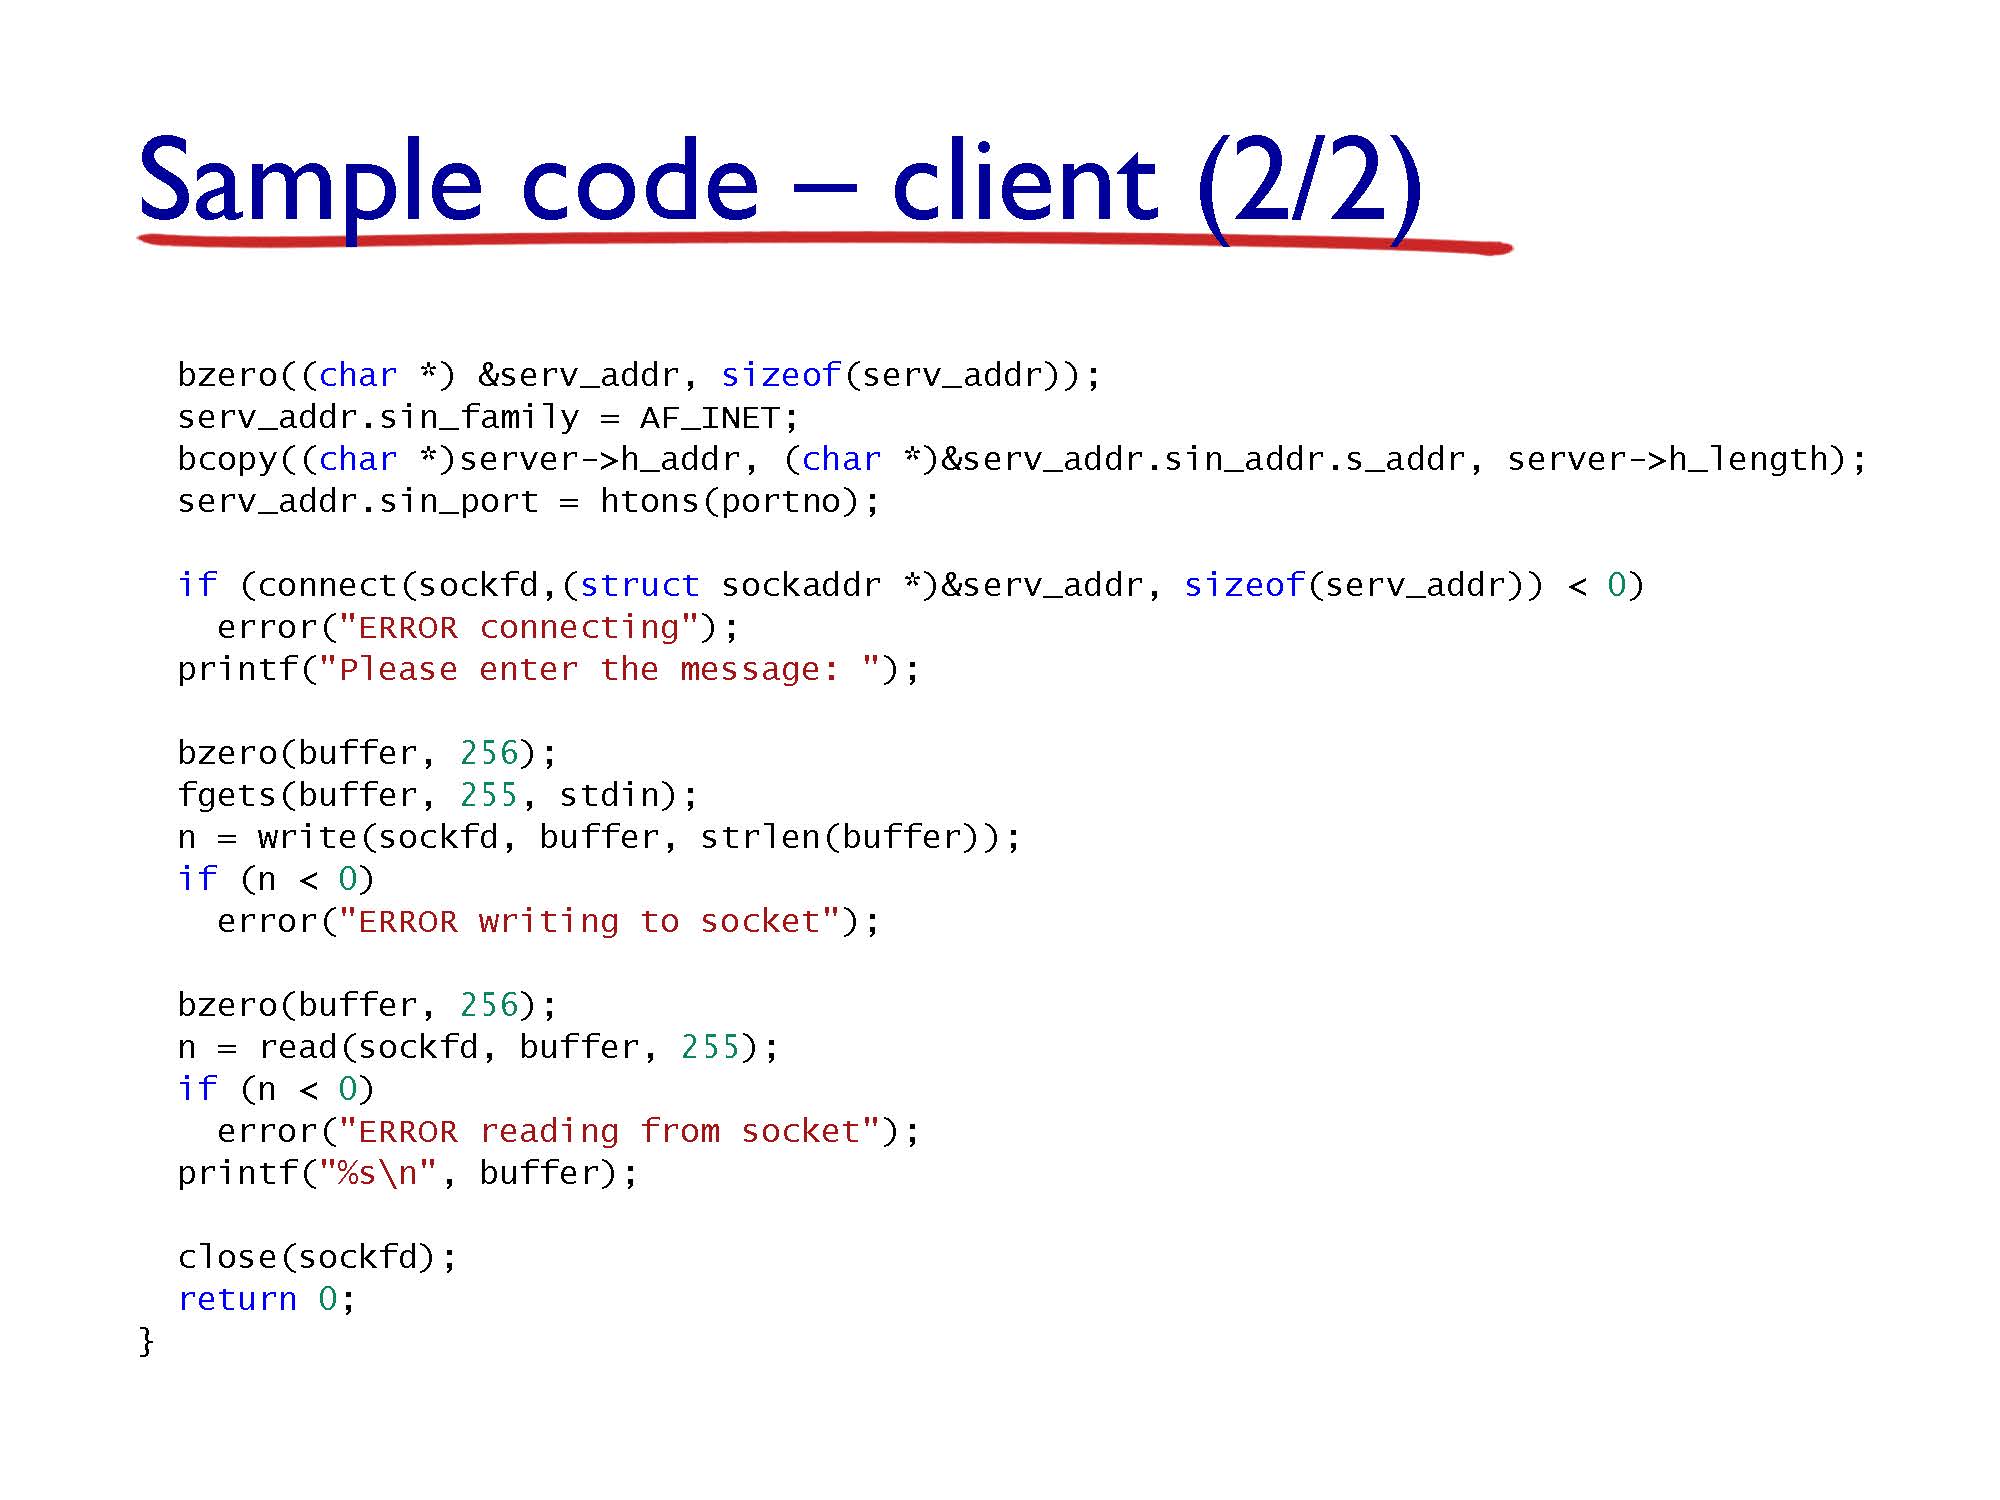 Sample code – client (2/2)
bzero((char *) &serv_addr, sizeof(serv_addr));
serv_addr.sin_family = AF_INET;
bcopy((char *)server->h_addr, (char *)&serv_addr.sin_addr.s_addr, server->h_length);
serv_addr.sin_port = htons(portno);
if (connect(sockfd,(struct sockaddr *)&serv_addr, sizeof(serv_addr)) < 0)
error("ERROR connecting");
printf("Please enter the message: ");
bzero(buffer, 256);
fgets(buffer, 255, stdin);
n = write(sockfd, buffer, strlen(buffer));
if (n < 0)
error("ERROR writing to socket");
bzero(buffer, 256);
n = read(sockfd, buffer, 255);
if (n < 0)
error("ERROR reading from socket");
printf("%s\n", buffer);
close(sockfd);
return 0;
}